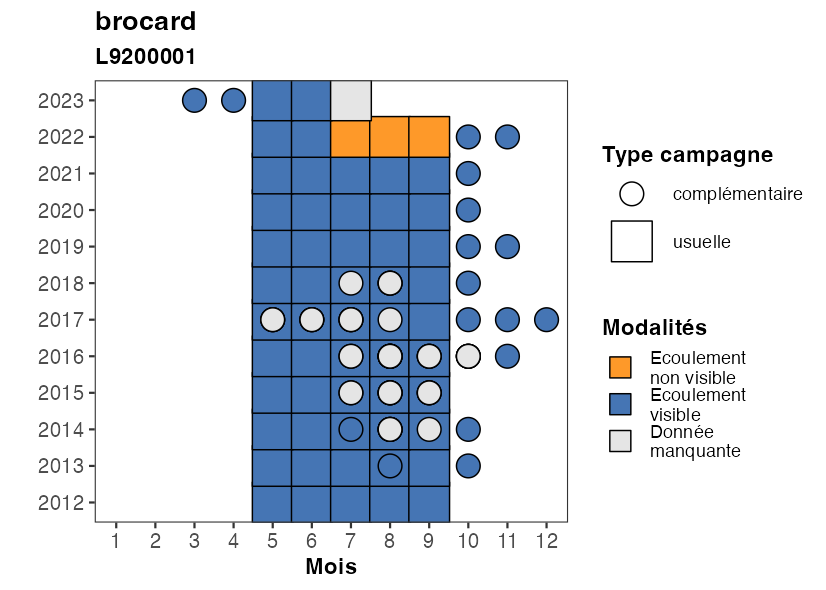 brocard
L9200001
2023
2022
2021
2020
2019
2018
2017
2016
2015
2014
2013
2012
1 2 3 4 5 6 7 8 9 10 11 12
Mois
Type campagne
complémentaire
usuelle
Modalités
Ecoulement
non visible
Ecoulement
visible
Donnée
manquante